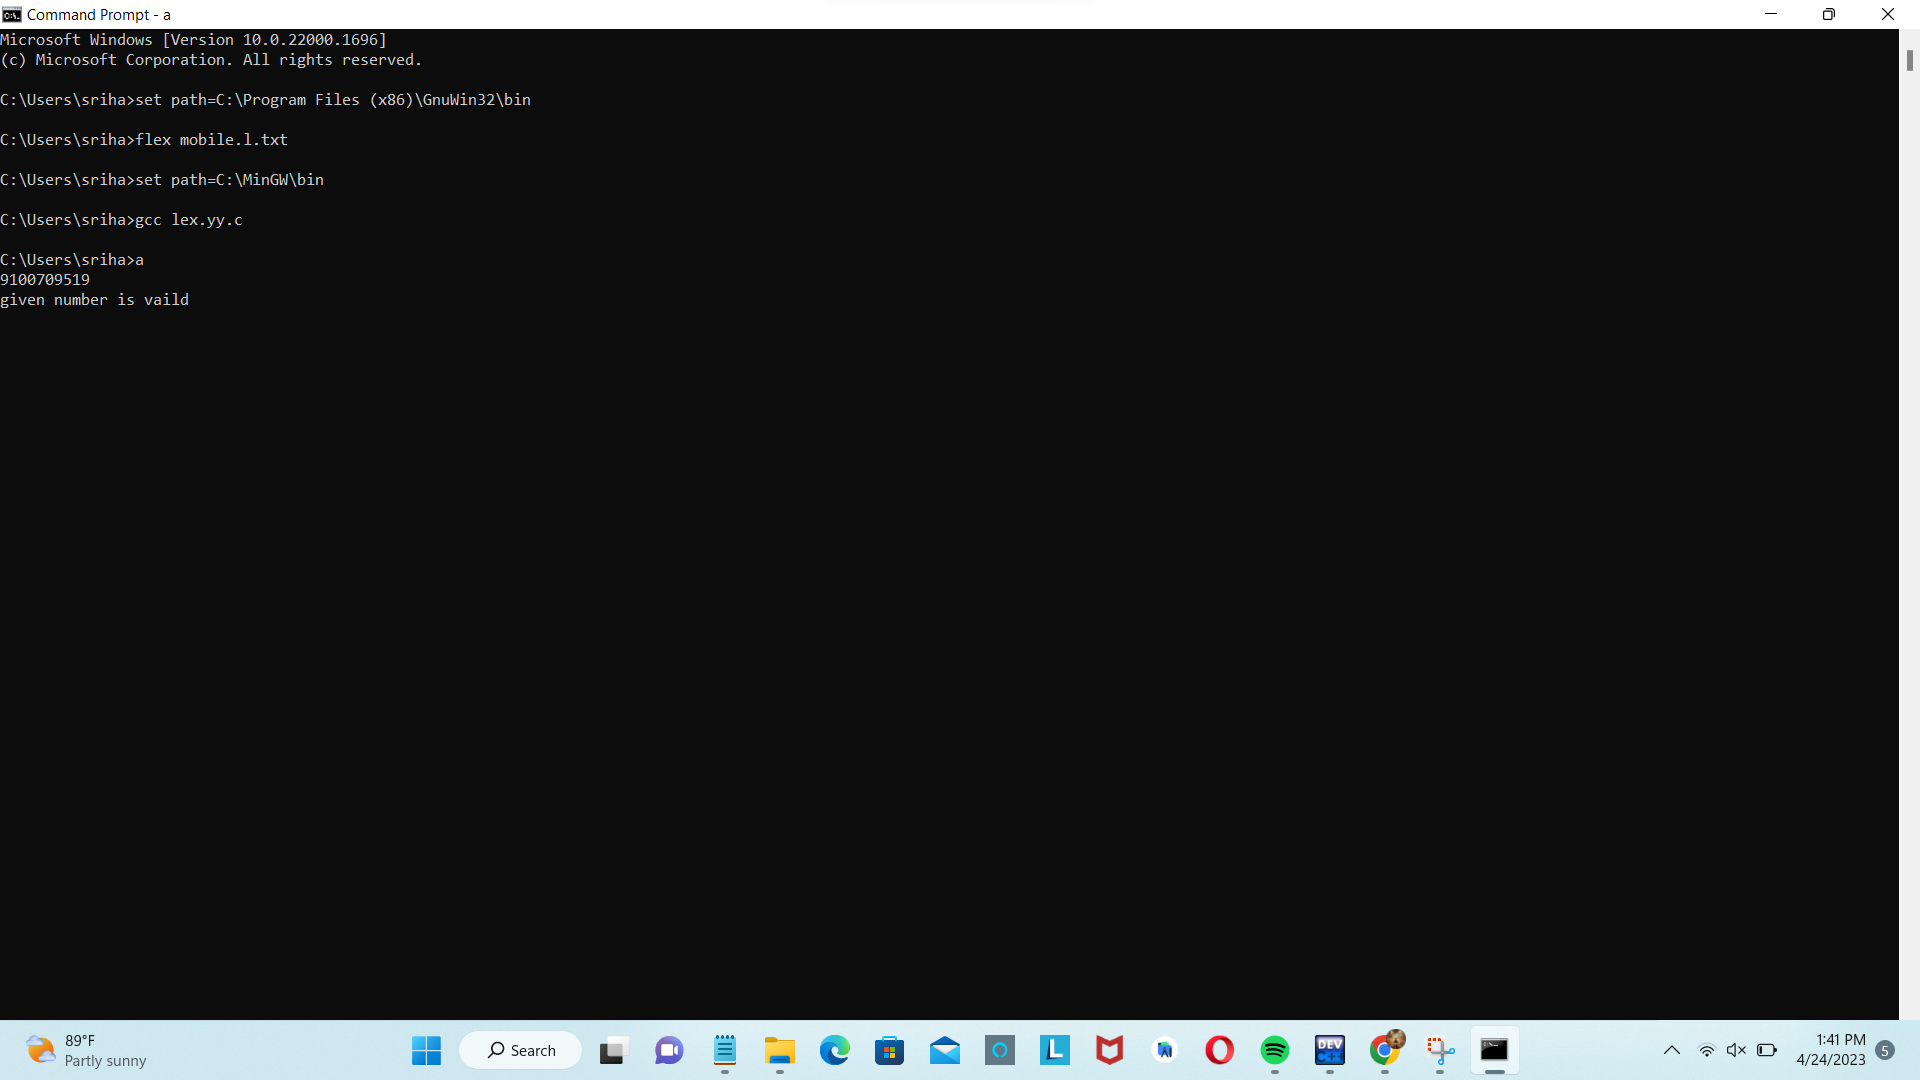 Command Prompt - a
Microsoft Windows [Version 10.0.22000.1696]
(c) Microsoft Corporation. All rights reserved.
C:\Users\sriha>set path=C:\Program Files (x86)\GnuWin32\bin
C:\Users\sriha>flex mobile.l.txt
C:\Users\sriha>set path=C:\MinGW\bin
C:\Users\sriha>gcc lex.yy.c
C:\Users\sriha>a
9100709519
given number is vaild
89°F
Partly sunny
Search
L
DEV
C++
1:41 PM
4/24/2023
5